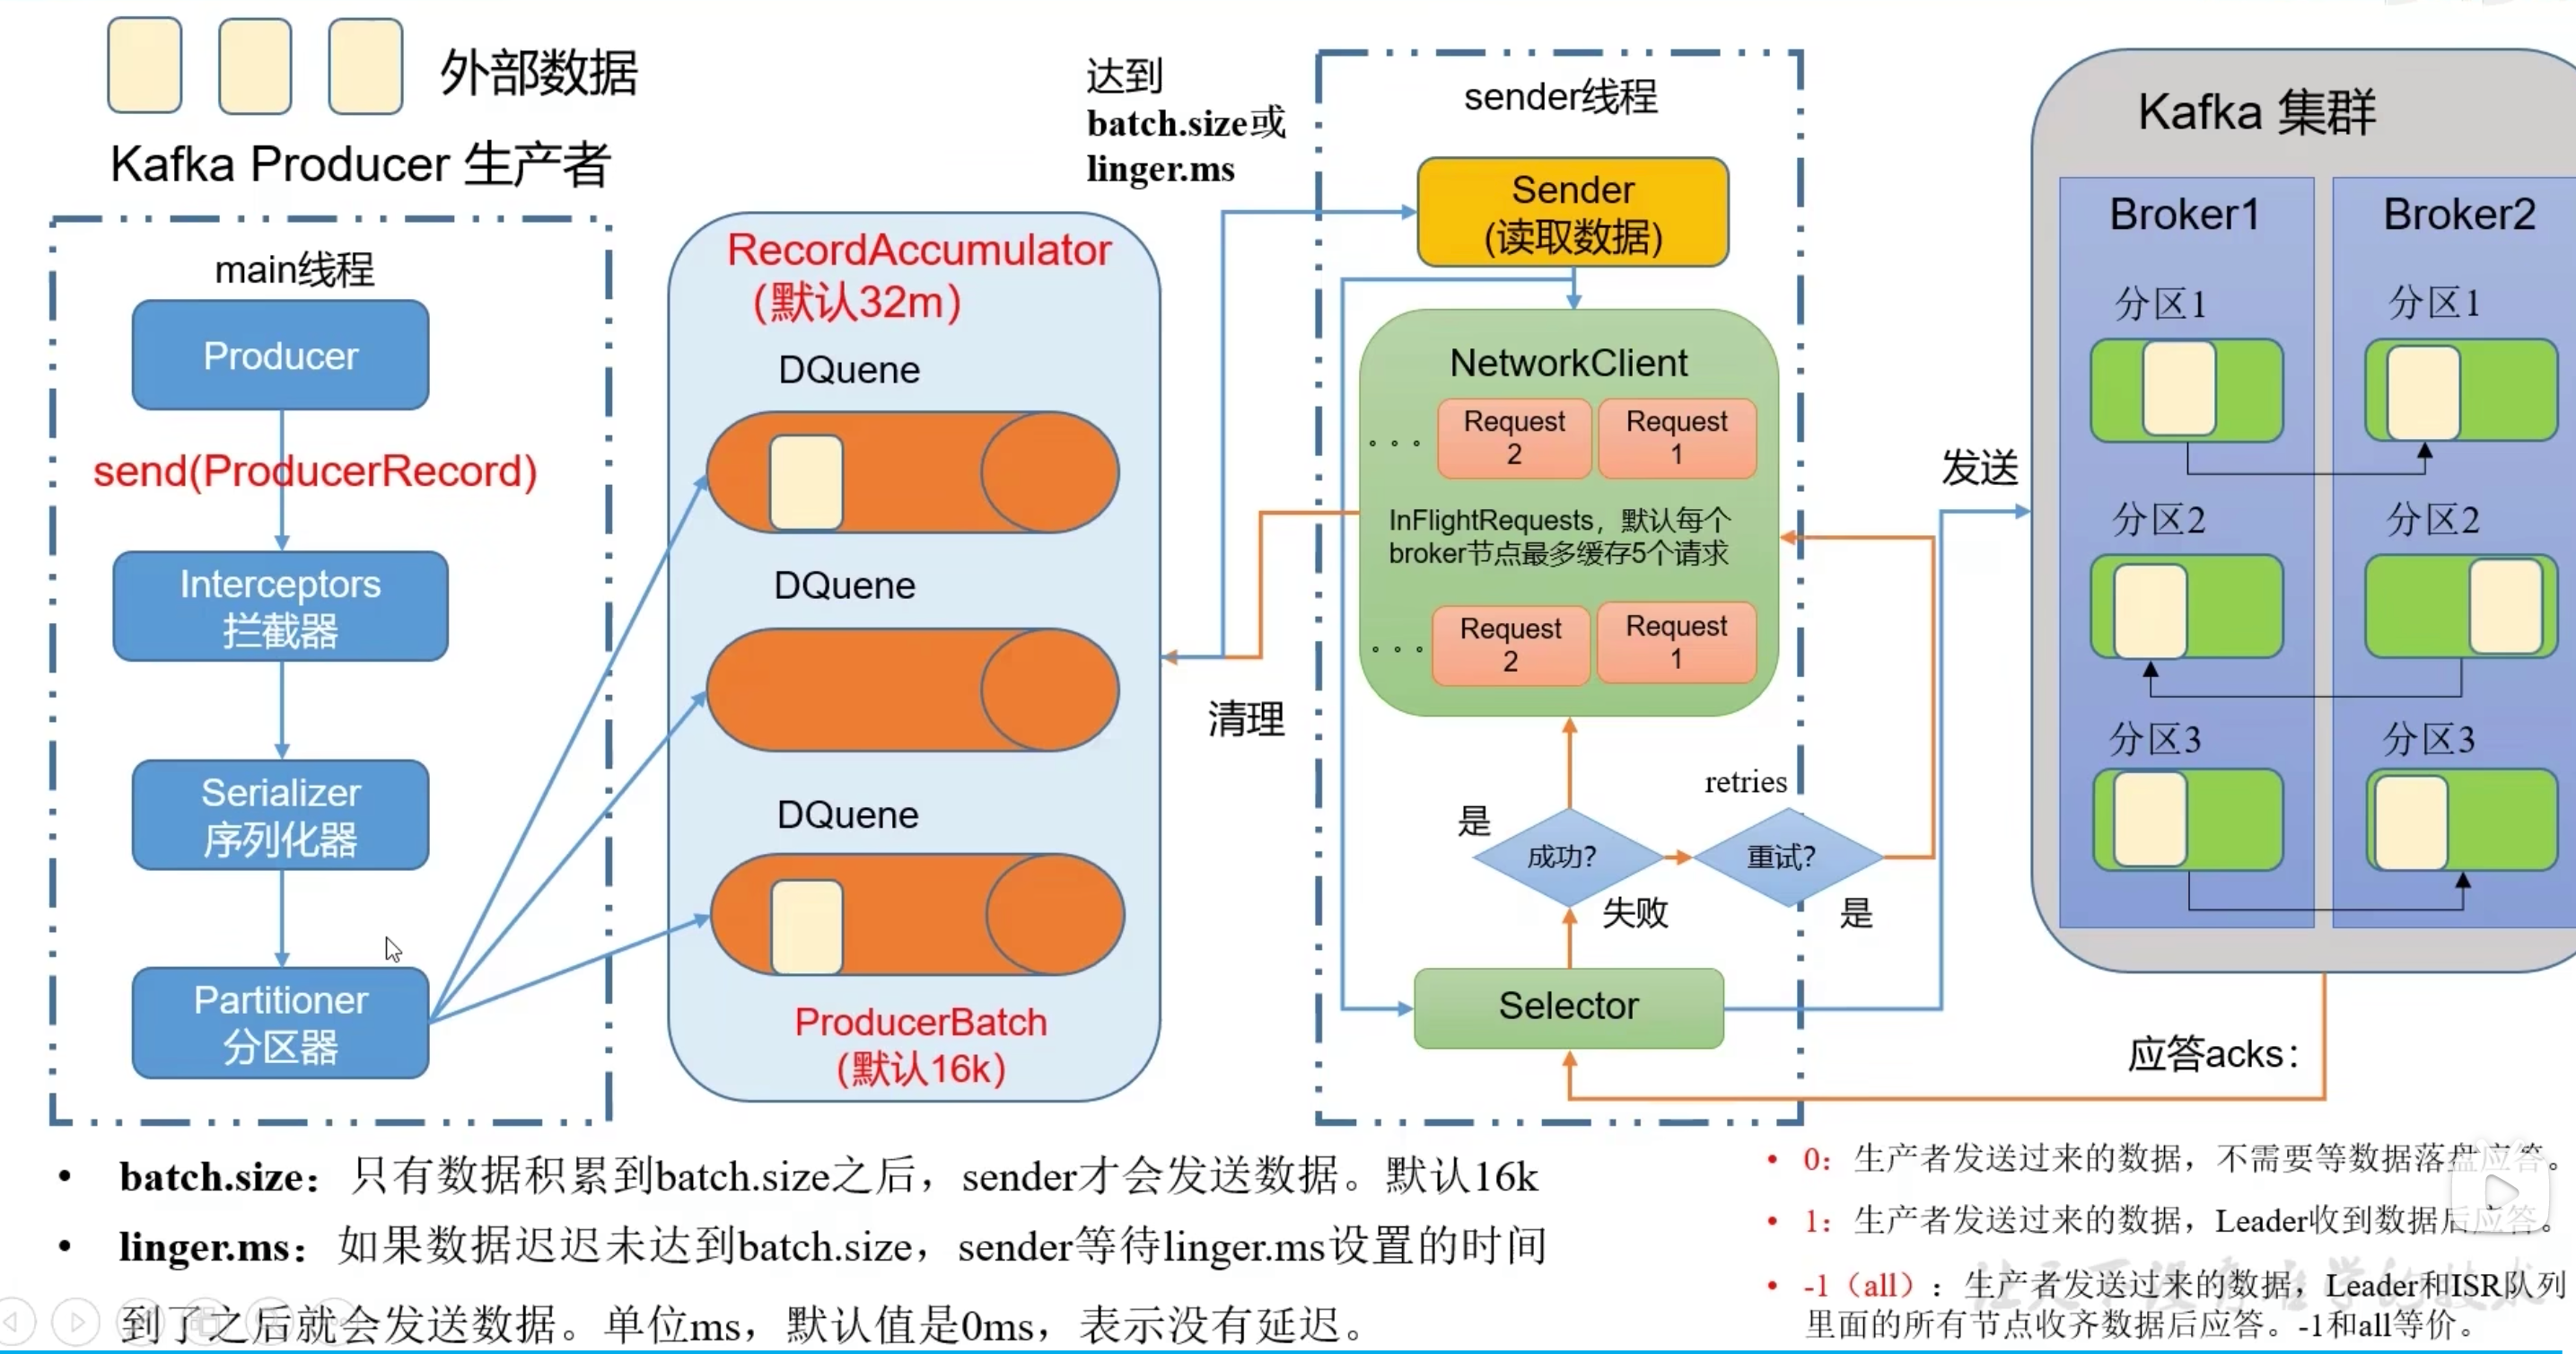 外部数据
Kafka Producer 生产者
main线程
Producer
send(ProducerRecord)
Interceptors
拦截器
Serializer
序列化器
Partitioner
分区器
RecordAccumulator
(默认32m)
DQuene
DQuene
DQuene
ProducerBatch
(默认16k)
达到
batch.size或
linger.ms
清理
sender线程
Sender
(读取数据)
NetworkClient
Request
2
Request
1
。。。
InFlightRequests，默认每个
broker节点最多缓存5个请求
Request
2
Request
1
。。。
retries
是
成功?
重试?
失败
是
Selector
发送
Kafka 集群
Broker1
Broker2
分区1
分区1
分区2
分区2
分区3
分区3
应答acks：
• batch.size：只有数据积累到batch.size之后，sender才会发送数据。默认16k
• linger.ms：如果数据迟迟未达到batch.size，sender等待linger.ms设置的时间
到了之后就会发送数据。单位ms，默认值是0ms，表示没有延迟。
• 0：生产者发送过来的数据，不需要等数据落盘应答。
• 1：生产者发送过来的数据，Leader收到数据后应答。
• -1（all）：生产者发送过来的数据，Leader和ISR队列
里面的所有节点收齐数据后应答。-1和all等价。
让天下没有难学的技术